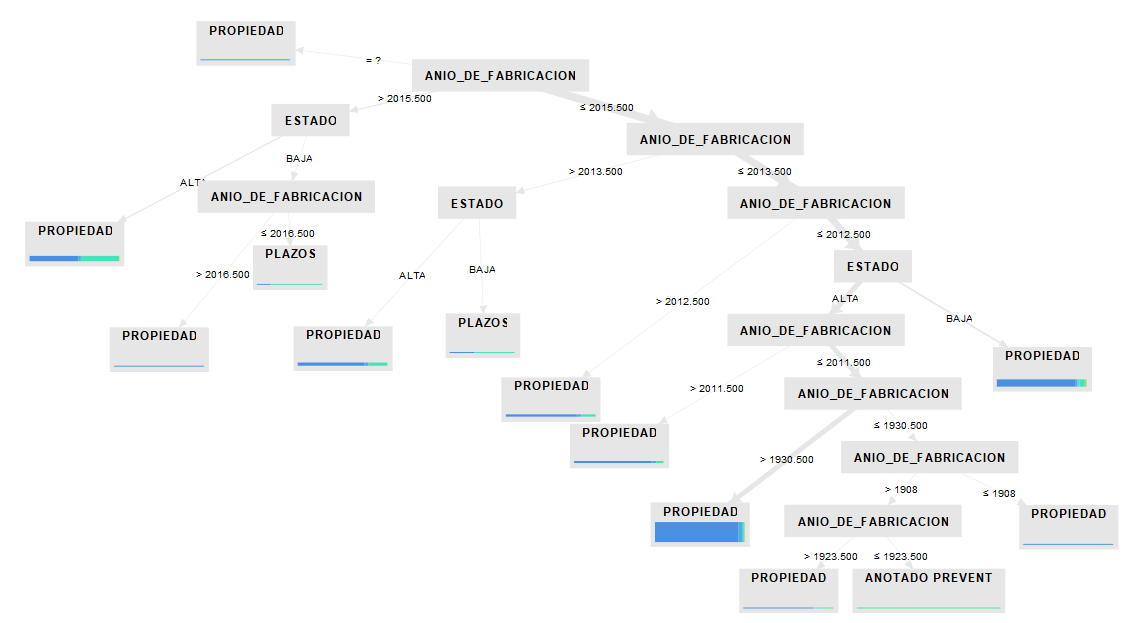 PROPIEDAD
= ?
ANIO_DE_FABRICACION
> 2015.500
≤ 2015.500
ESTADO
ANIO_DE_FABRICACION
BAJA
> 2013.500
≤ 2013.500
ALTA
ANIO_DE_FABRICACION
ESTADO
ANIO_DE_FABRICACION
PROPIEDAD
≤ 2016.500
≤ 2012.500
PLAZOS
ESTADO
> 2016.500
ALTA
BAJA
> 2012.500
ALTA
BAJA
PROPIEDAD
PROPIEDAD
PLAZOS
ANIO_DE_FABRICACION
PROPIEDAD
≤ 2011.500
PROPIEDAD
> 2011.500
ANIO_DE_FABRICACION
≤ 1930.500
PROPIEDAD
> 1930.500
ANIO_DE_FABRICACION
> 1908
≤ 1908
PROPIEDAD
ANIO_DE_FABRICACION
PROPIEDAD
> 1923.500
≤ 1923.500
PROPIEDAD
ANOTADO PREVENT